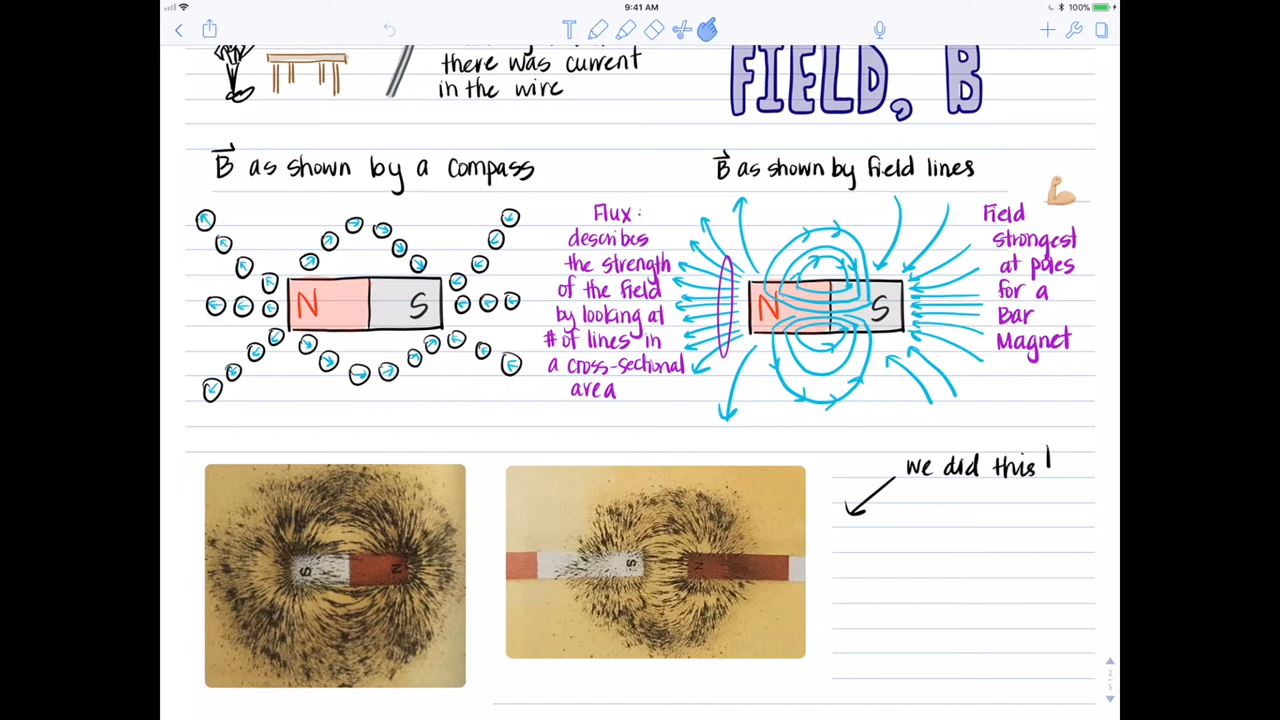 9:41 AM
100%
T
there was current
in the wire
FIELD, B
B as shown by a compass
B as shown by Field lines
N
S
Flux:
describes
the strength
of the field
by looking at
# of lines in
a cross-sectional
area
N
S
Field
strongest
at poles
for a
Bar
Magnet
we did this
S
N
S
N
2
5